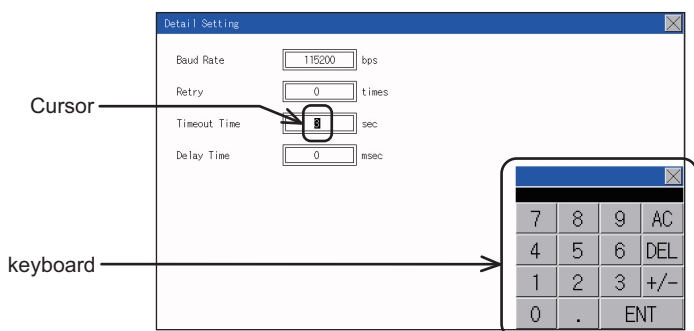 Detail Setting
Baud Rate 115200 bps
Retry 0 times
Cursor
Timeout Time 3 sec
Delay Time 0 msec
7 8 9 AC
4 5 6 DEL
keyboard
1 2 3 +/-
0 . ENT